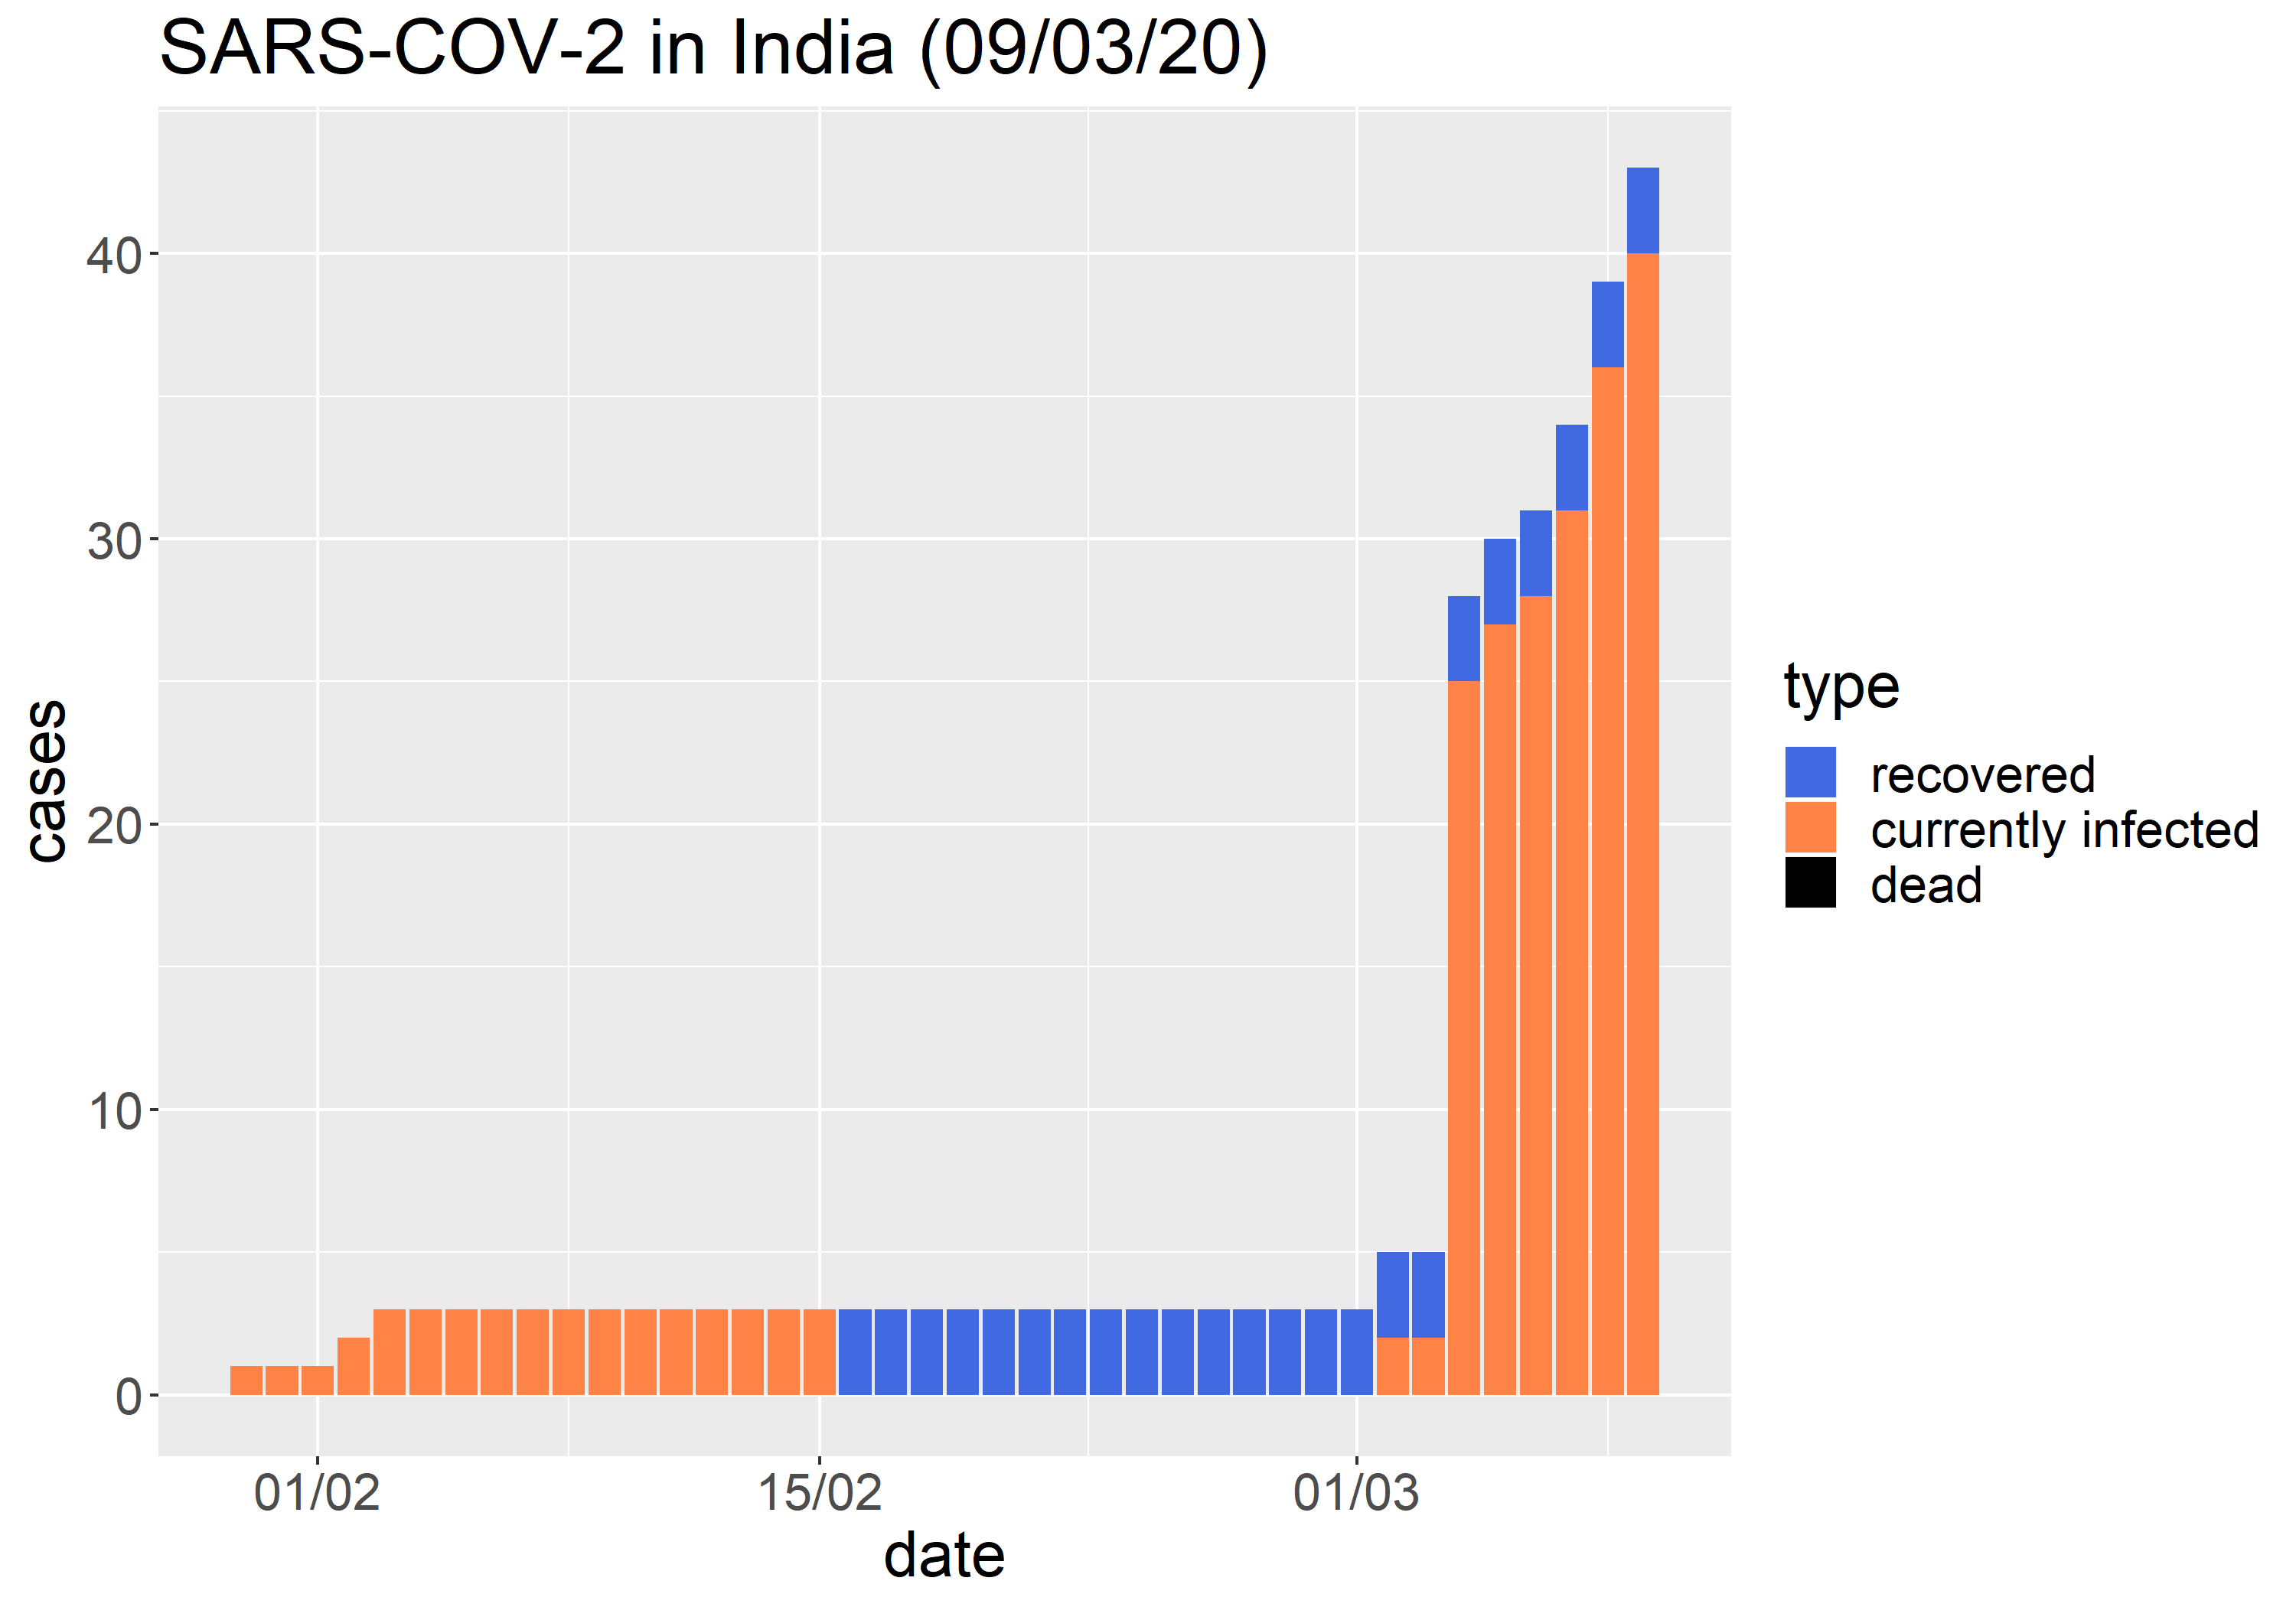 SARS-COV-2 in India (09/03/20)
cases
40
30
20
10
0
01/02
15/02
01/03
date
type
recovered
currently infected
dead